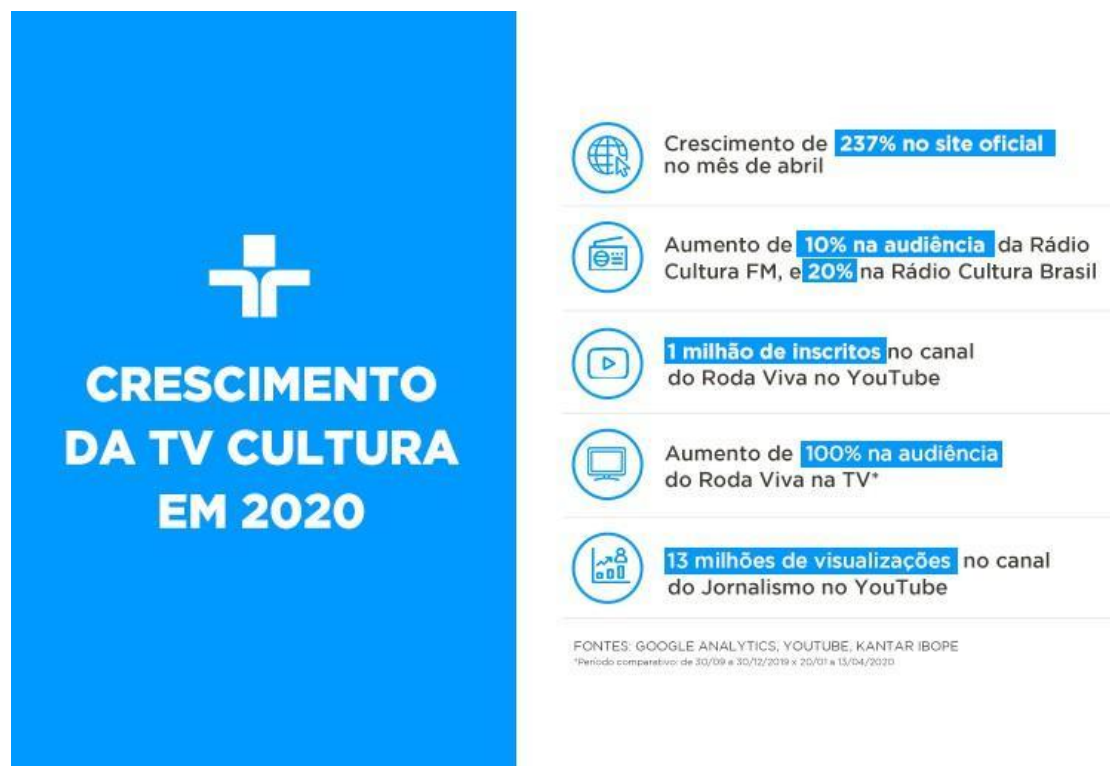 CRESCIMENTO
DA TV CULTURA
EM 2020
Crescimento de 237% no site oficial
no mês de abril
Aumento de 10% na audiência da Rádio
Cultura FM, e 20% na Rádio Cultura Brasil
1 milhão de inscritos no canal
do Roda Viva no YouTube
Aumento de 100% na audiência
do Roda Viva na TV*
13 milhões de visualizações no canal
do Jornalismo no YouTube
FONTES: GOOGLE ANALYTICS, YOUTUBE, KANTAR IBOPE
*Período comparativo: de 30/09 a 30/12/2019 x 20/01 a 13/04/2020